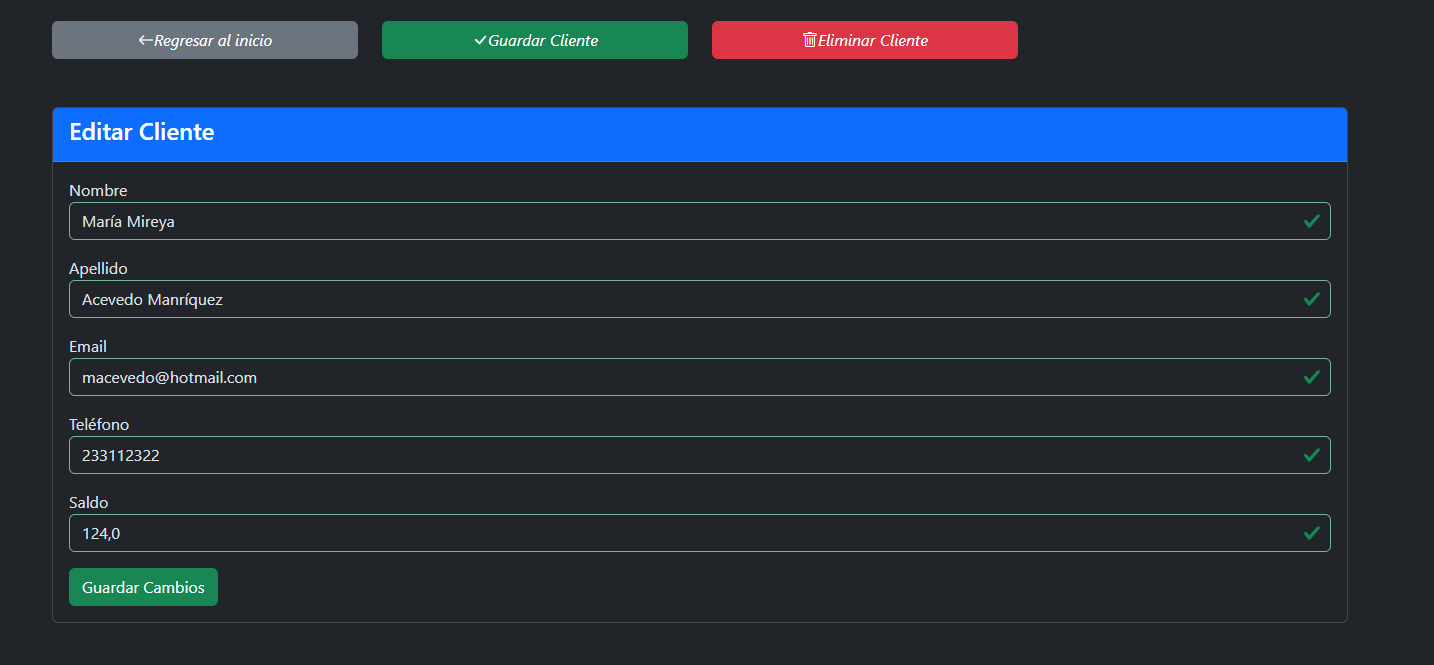 Regresar al inicio
Guardar Cliente
Eliminar Cliente
Editar Cliente
Nombre
María Mireya
Apellido
Acevedo Manríquez
Email
macevedo@hotmail.com
Teléfono
233112322
Saldo
124,0
Guardar Cambios